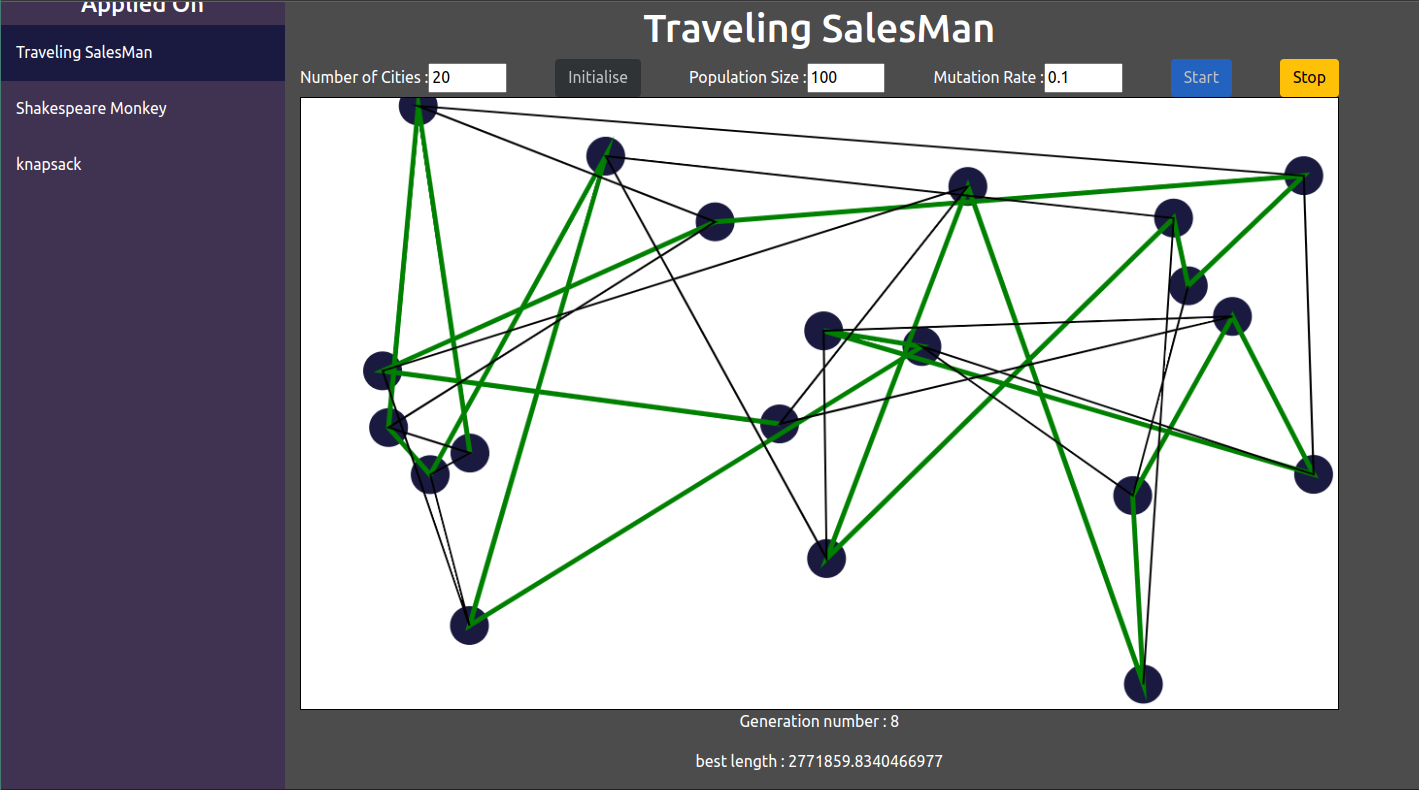 Applied On
Traveling SalesMan
Shakespeare Monkey
knapsack
Traveling SalesMan
Number of Cities : 20 Initialise Population Size : 100 Mutation Rate : 0.1 Start Stop
Generation number : 8
best length : 2771859.8340466977